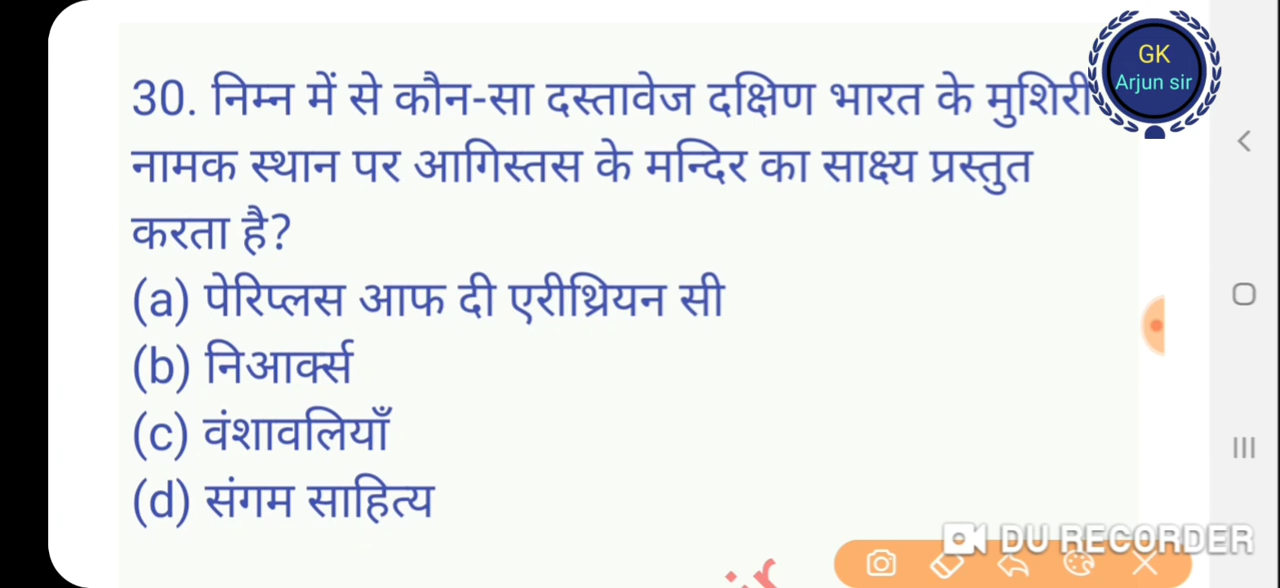 GK
Arjun sir
30. निम्न में से कौन-सा दस्तावेज दक्षिण भारत के मुशिरी
नामक स्थान पर आगिस्तस के मन्दिर का साक्ष्य प्रस्तुत
करता है?
(a) पेरिप्लस आफ दी एरीथ्रियन सी
(b) निआर्क्स
(c) वंशावलियाँ
(d) संगम साहित्य
DU RECORDER